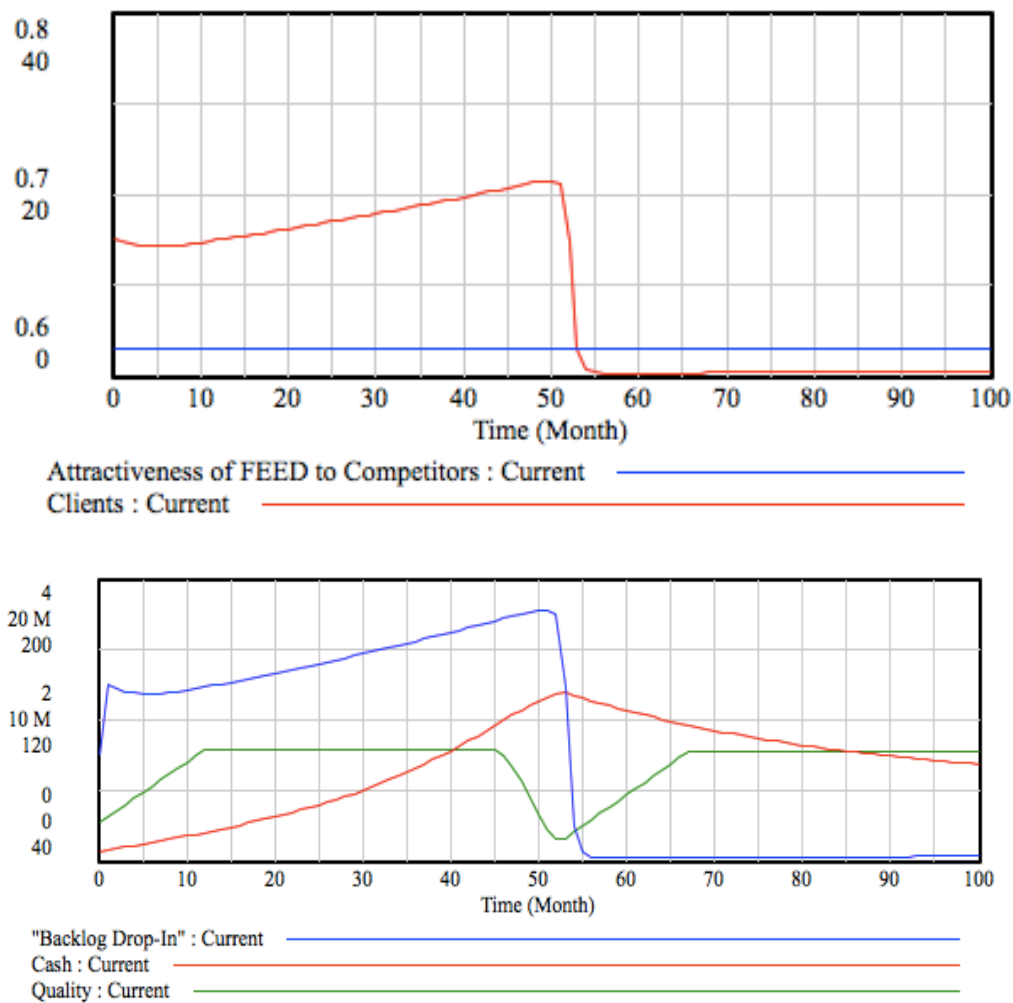 0.8
40
0.7
20
0.6
0
0 10 20 30 40 50 60 70 80 90 100
Time (Month)
Attractiveness of FEED to Competitors : Current
Clients : Current
4
20 M
200
2
10 M
120
0
0
40
0 10 20 30 40 50 60 70 80 90 100
Time (Month)
"Backlog Drop-In" : Current
Cash : Current
Quality : Current